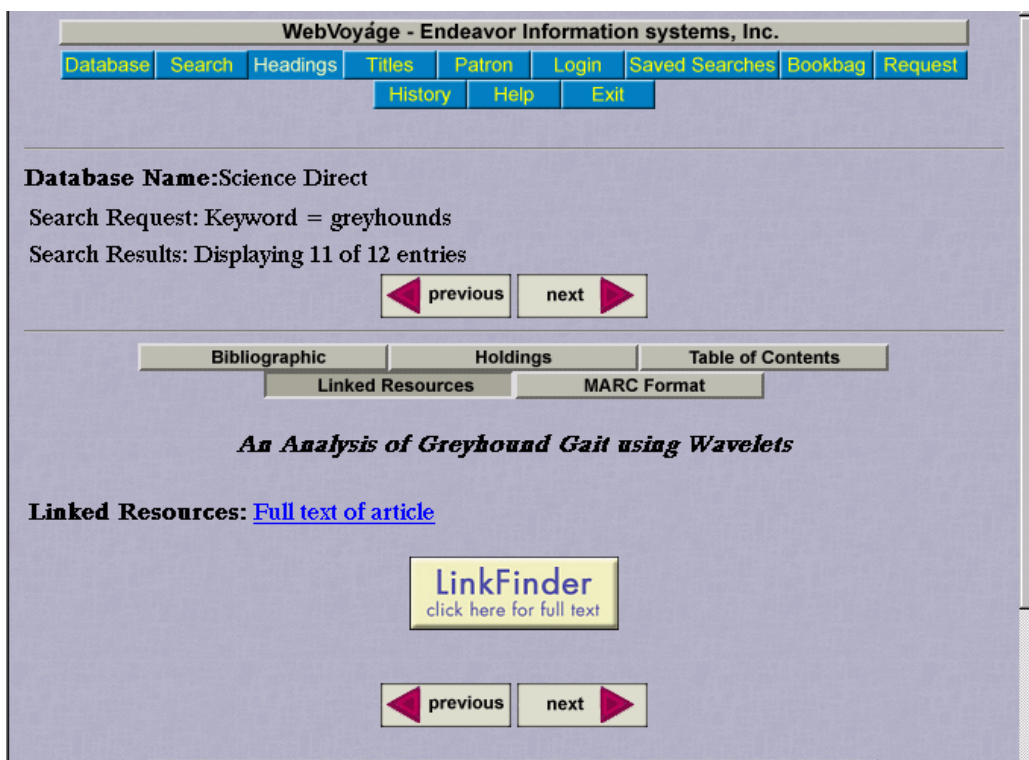 WebVoyáge - Endeavor Information systems, Inc.
Database Search Headings Titles Patron Login Saved Searches Bookbag Request
History Help Exit
Database Name:Science Direct
Search Request: Keyword = greyhounds
Search Results: Displaying 11 of 12 entries
previous next
Bibliographic Holdings Table of Contents
Linked Resources MARC Format
An Analysis of Greyhound Gait using Wavelets
Linked Resources: Full text of article
LinkFinder
click here for full text
previous next